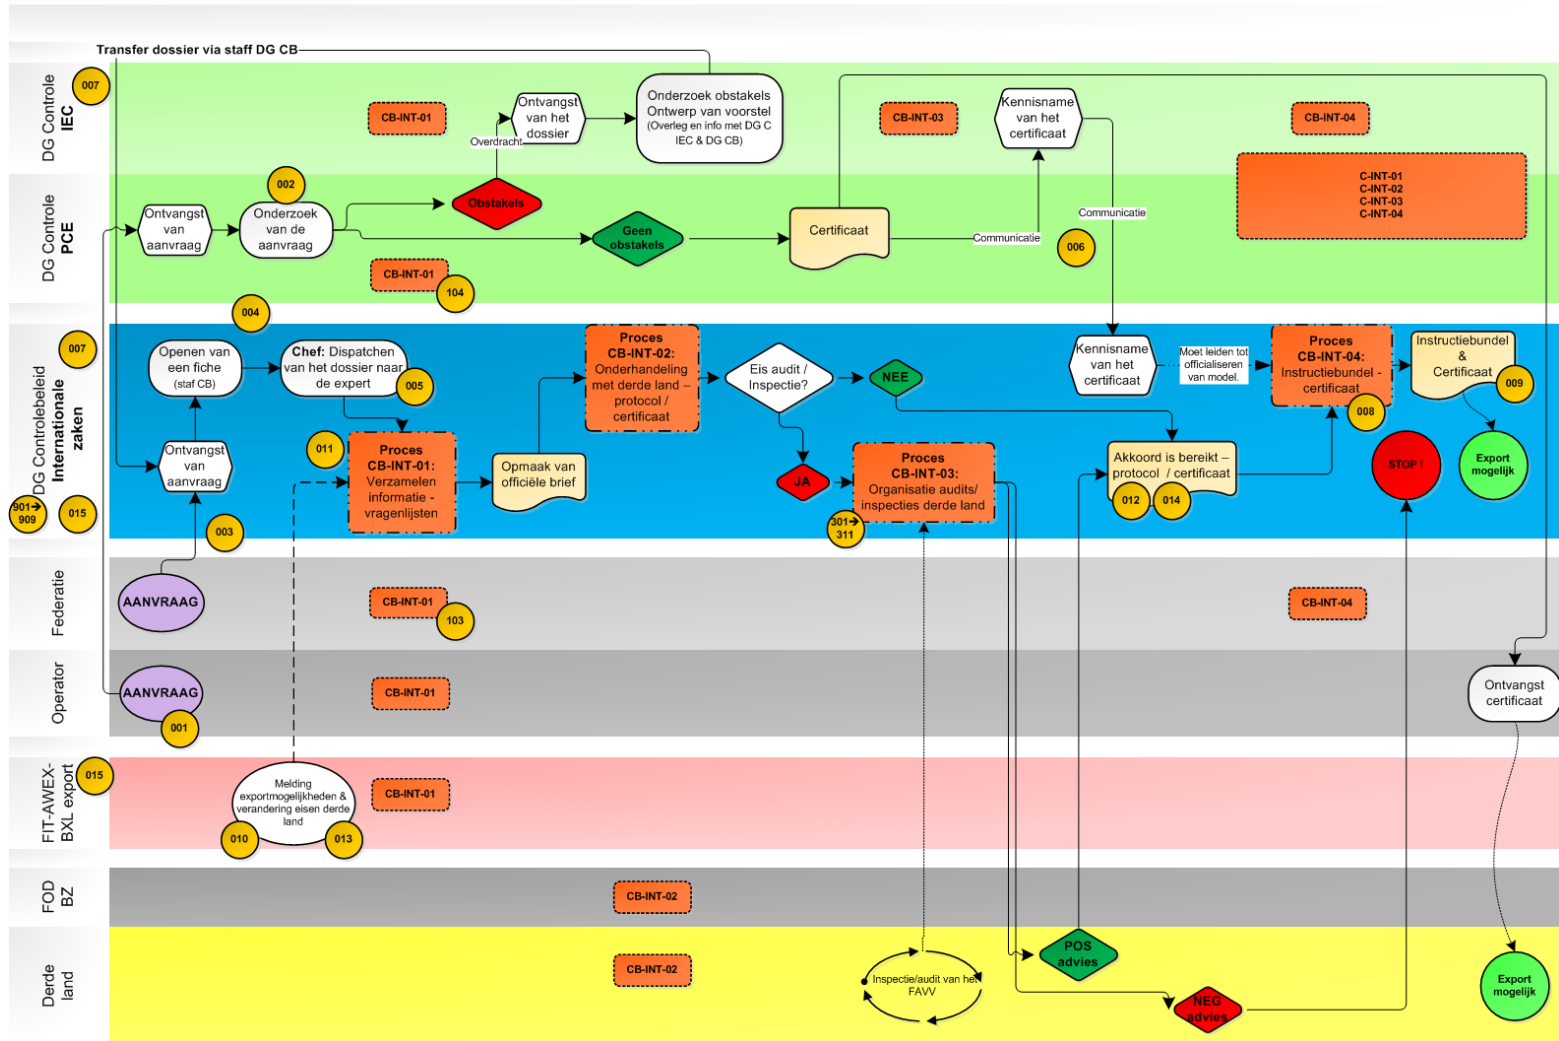 Transfer dossier via staff DG CB
DG Controle
IEC
007
CB-INT-01
Ontvangst
van het
dossier
Overdracht
Onderzoek obstakels
Ontwerp van voorstel
(Overleg en info met DG C
IEC & DG CB)
CB-INT-03
Kennisname
van het
certificaat
CB-INT-04
C-INT-01
C-INT-02
C-INT-03
C-INT-04
DG Controle
PCE
Ontvangst
van
aanvraag
002
Onderzoek
van de
aanvraag
Obstakels
Geen
obstakels
Certificaat
Communicatie
Communicatie
006
CB-INT-01
104
DG Controlebeleid
Internationale
zaken
007
901➔
909
015
004
Openen van
een fiche
(staf CB)
Chef: Dispatchen
van het dossier naar
de expert
005
Ontvangst
van
aanvraag
003
011
Proces
CB-INT-01:
Verzamelen
informatie -
vragenlijsten
Opmaak van
officiële brief
Proces
CB-INT-02:
Onderhandeling
met derde land –
protocol /
certificaat
Eis audit /
Inspectie?
NEE
JA
Proces
CB-INT-03:
Organisatie audits/
inspecties derde land
301➔
311
Kennisname
van het
certificaat
Moet leiden tot
officialiseren
van model.
Proces
CB-INT-04:
Instructiebundel -
certificaat
008
Instructiebundel
&
Certificaat
009
Akkoord is bereikt –
protocol / certificaat
012
014
STOP !
Export
mogelijk
Federatie
AANVRAAG
CB-INT-01
103
CB-INT-04
Operator
AANVRAAG
001
CB-INT-01
Ontvangst
certificaat
FIT-AWEX-
BXL export
015
Melding
exportmogelijkheden &
verandering eisen derde
land
010
013
CB-INT-01
FOD
BZ
CB-INT-02
Derde
land
CB-INT-02
Inspectie/audit van het
FAVV
POS
advies
NEG
advies
Export
mogelijk